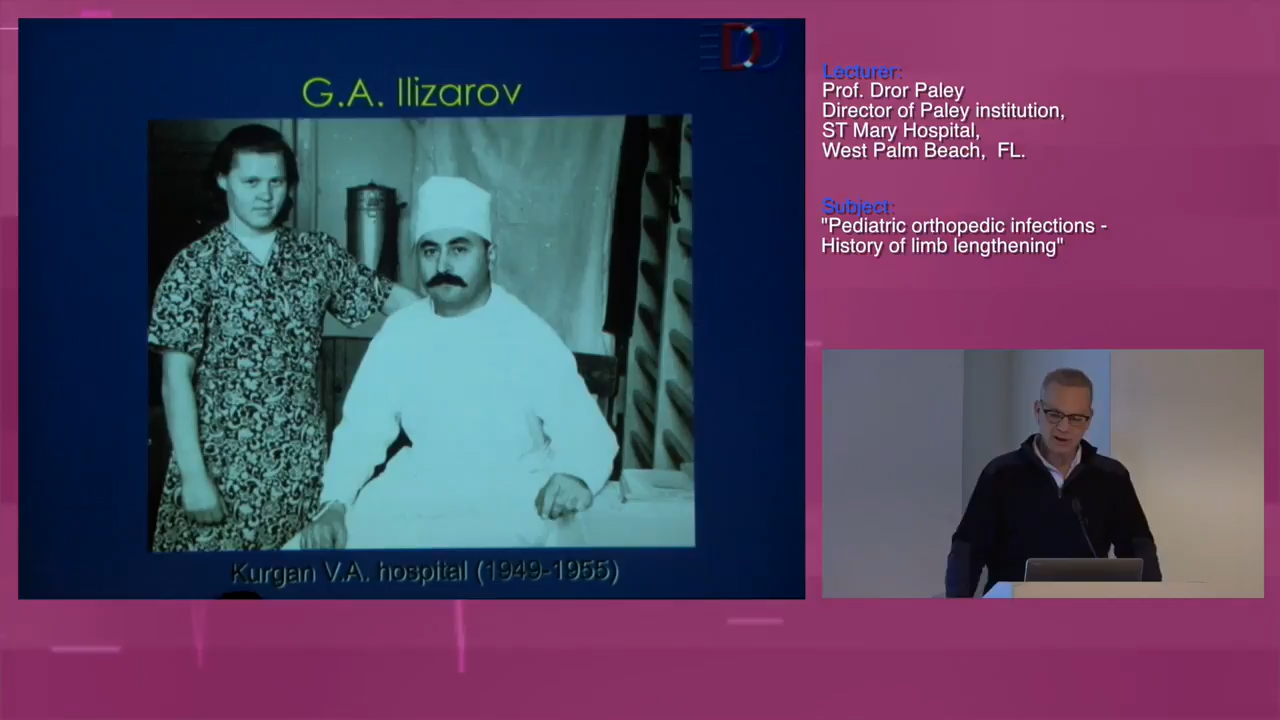 G.A. Ilizarov
Kurgan V.A. hospital (1949-1955)
Lecturer:
Prof. Dror Paley
Director of Paley institution,
ST Mary Hospital,
West Palm Beach, FL.
Subject:
"Pediatric orthopedic infections -
History of limb lengthening"